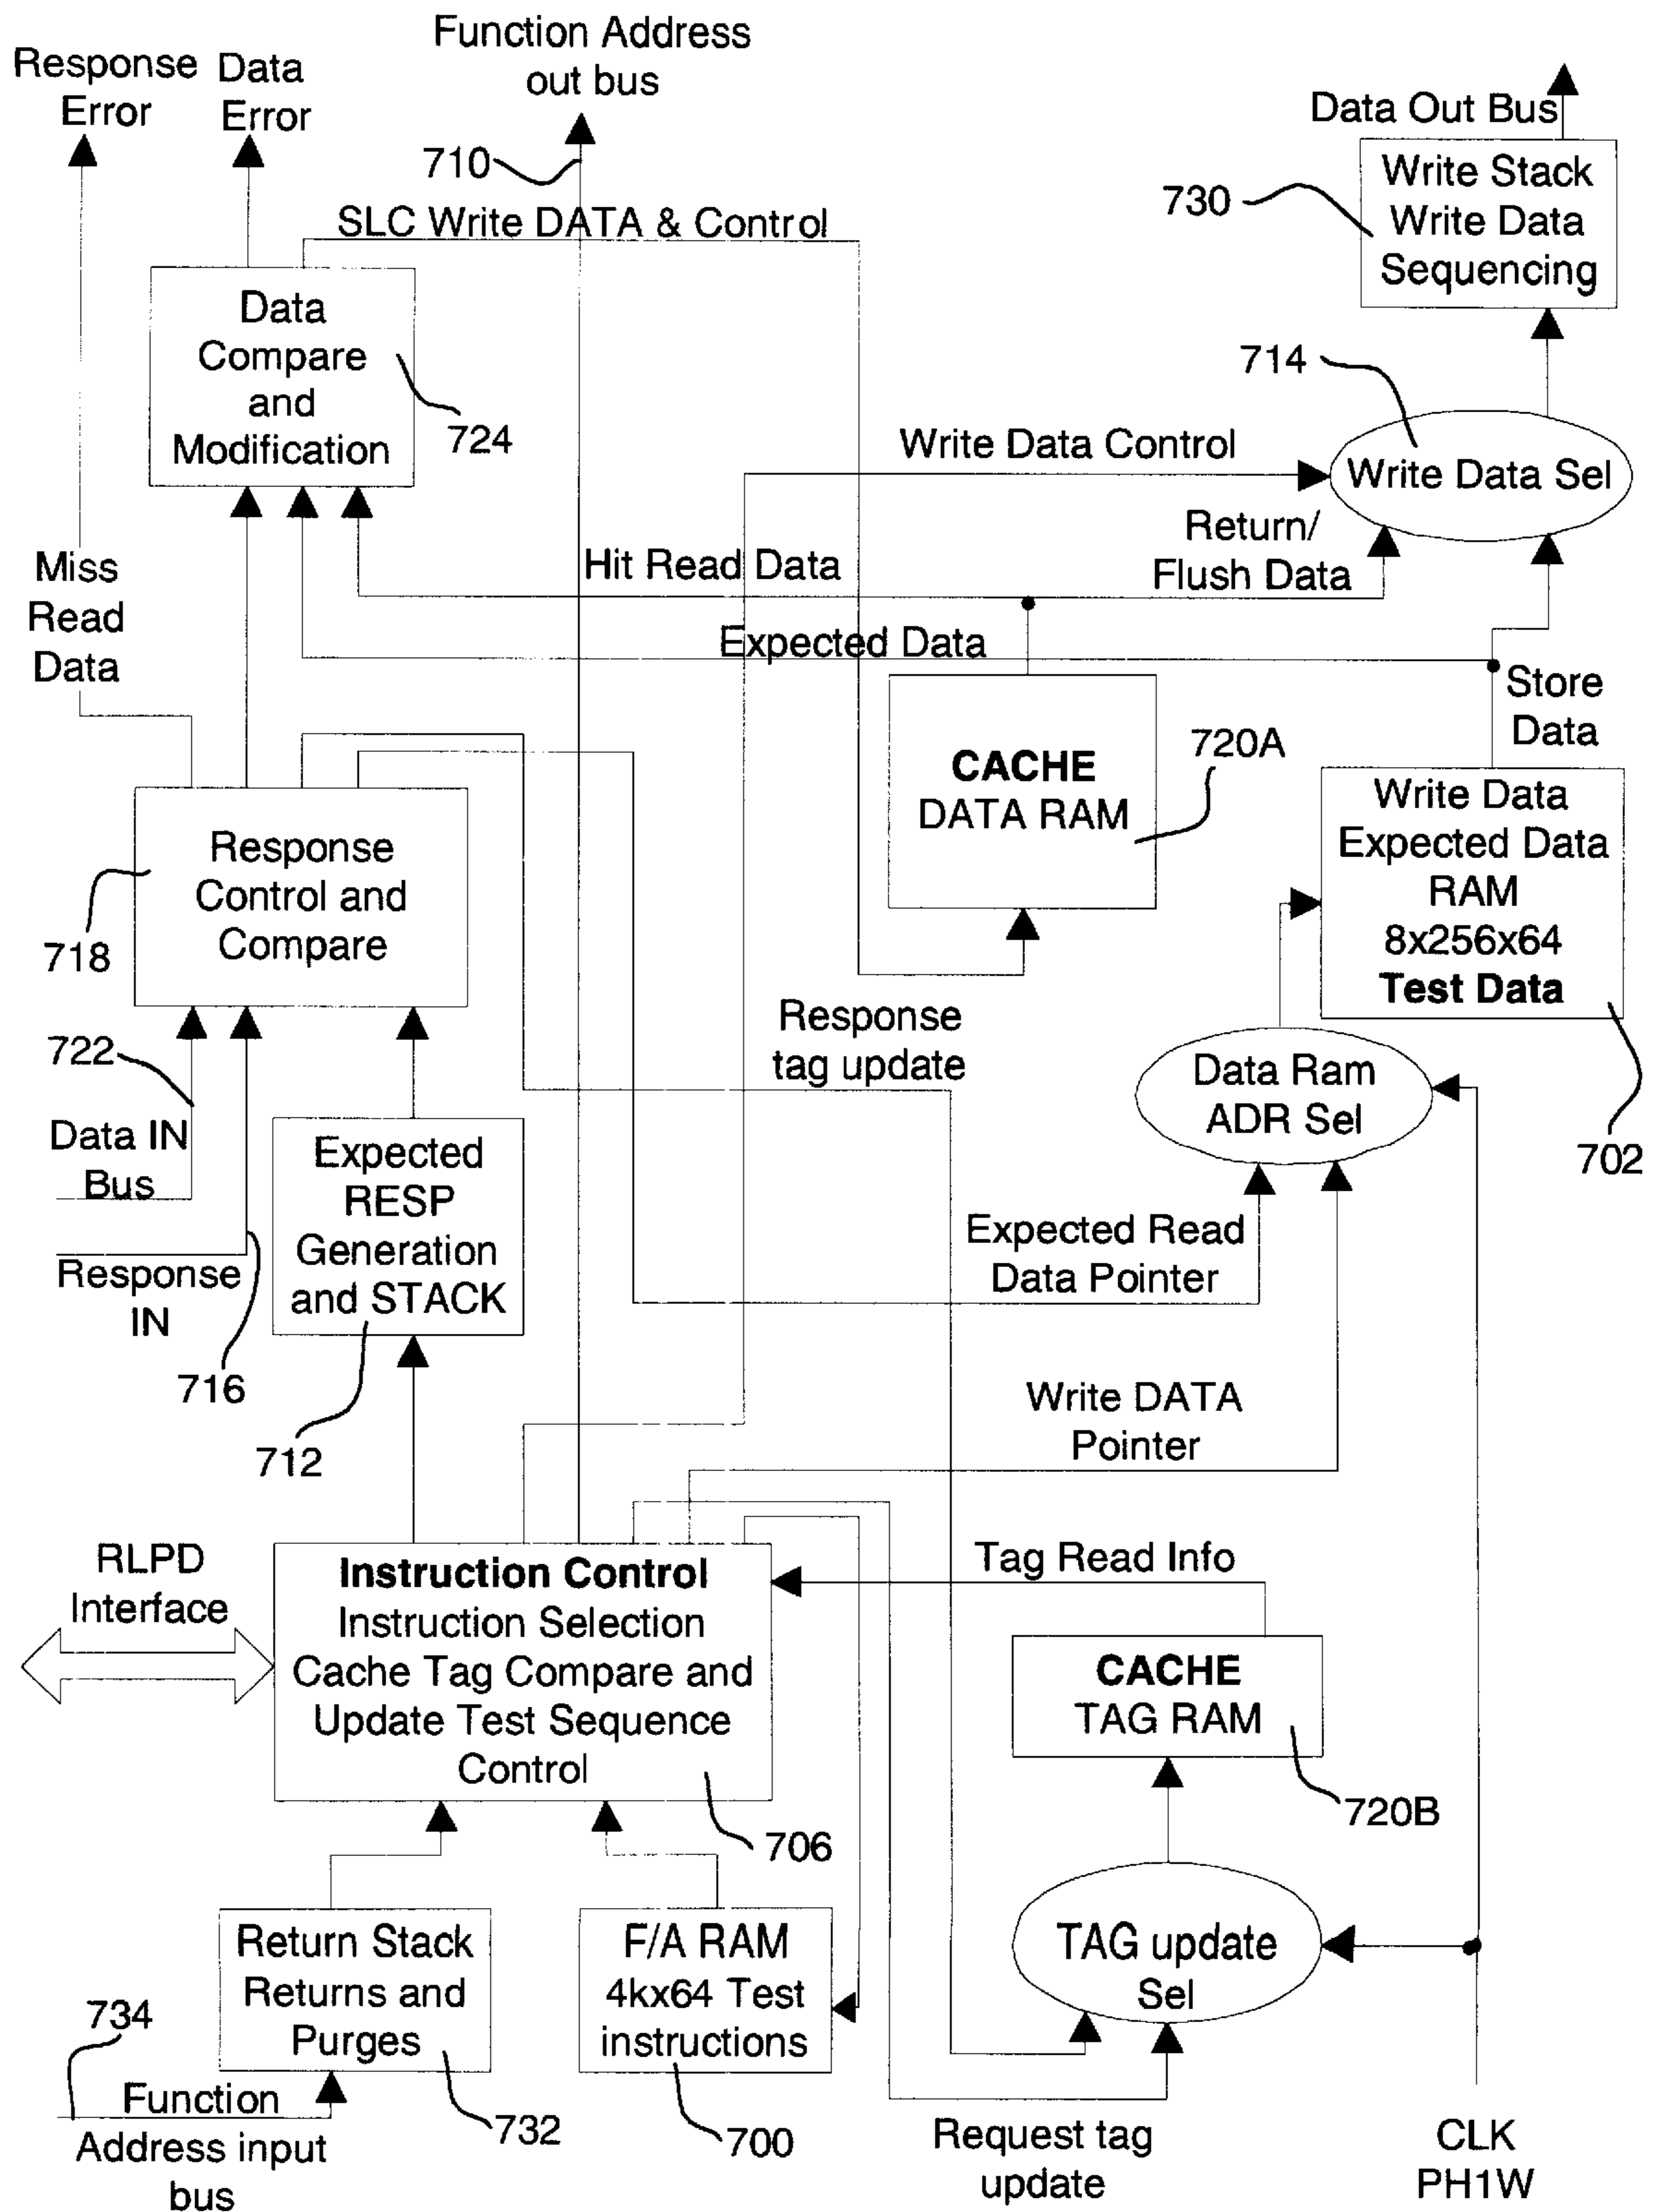 Function Address
out bus
Response
Error
Data
Error
Data Out Bus
710
Write Stack
Write Data
Sequencing
730
SLC Write DATA & Control
Data
Compare
and
Modification
724
714
Write Data Control
Write Data Sel
Return/
Flush Data
Miss
Read
Data
Hit Read Data
Expected Data
Store
Data
CACHE
DATA RAM
720A
Write Data
Expected Data
RAM
8x256x64
Test Data
Response
Control and
Compare
718
Response
tag update
722
Data Ram
ADR Sel
702
Data IN
Bus
Expected
RESP
Generation
and STACK
Response
IN
716
Expected Read
Data Pointer
712
Write DATA
Pointer
RLPD
Interface
Instruction Control
Instruction Selection
Cache Tag Compare and
Update Test Sequence
Control
Tag Read Info
CACHE
TAG RAM
720B
706
Return Stack
Returns and
Purges
F/A RAM
4kx64 Test
instructions
TAG update
Sel
734
Function
Address input
bus
732
700
Request tag
update
CLK
PH1W